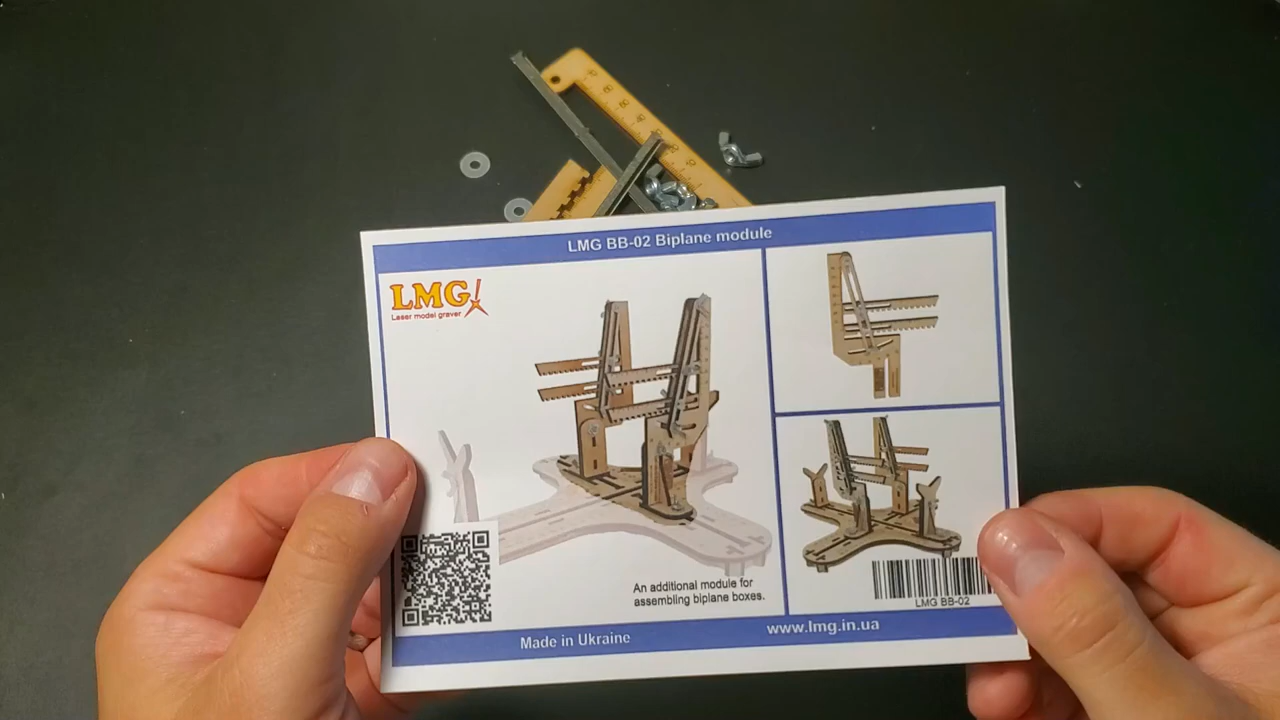 LMG BB-02 Biplane module
LMG!
Laser model graver
An additional module for
assembling biplane boxes.
LMG BB-02
Made in Ukraine
www.lmg.in.ua